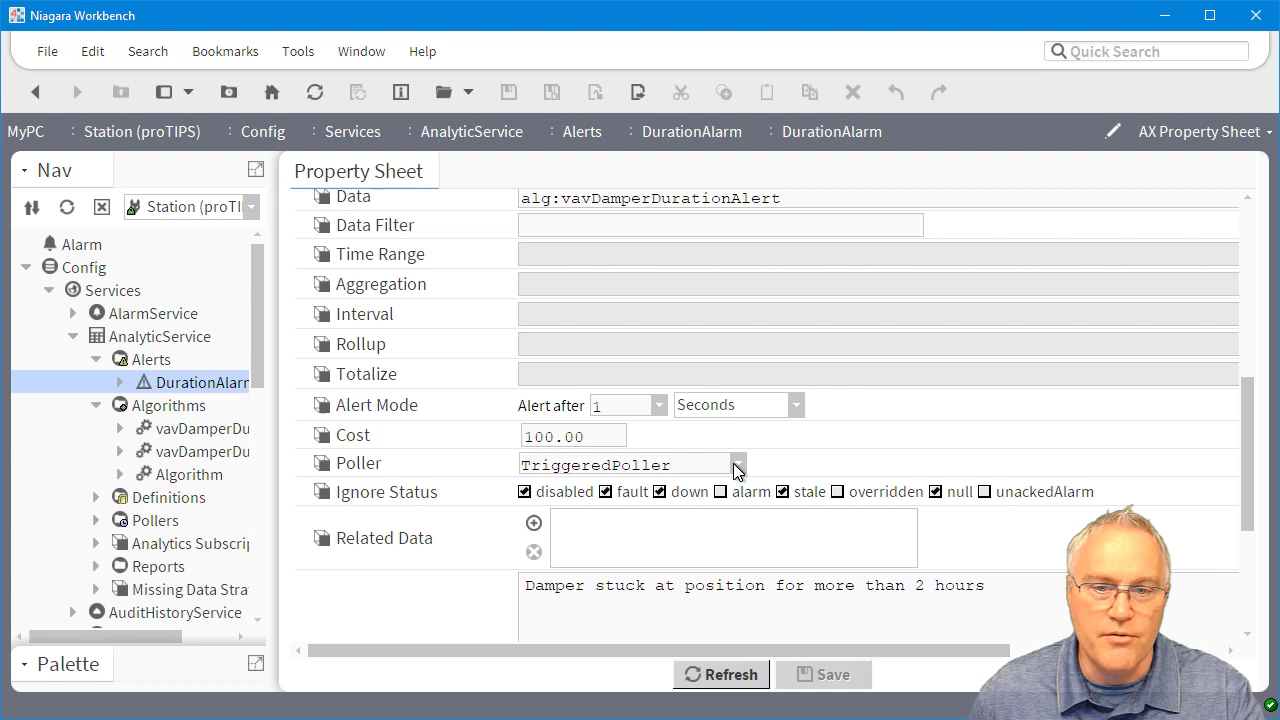 Niagara Workbench
File Edit Search Bookmarks Tools Window Help
Quick Search
MyPC : Station (proTIPS) : Config : Services : AnalyticService : Alerts : DurationAlarm : DurationAlarm
AX Property Sheet
Nav
Station (proTI
Alarm
Config
Services
AlarmService
AnalyticService
Alerts
DurationAlarm
Algorithms
vavDamperDu
vavDamperDu
Algorithm
Definitions
Pollers
Analytics Subscrip
Reports
Missing Data Stra
AuditHistoryService
Palette
Property Sheet
Data alg:vavDamperDurationAlert
Data Filter
Time Range
Aggregation
Interval
Rollup
Totalize
Alert Mode Alert after 1 Seconds
Cost 100.00
Poller TriggeredPoller
Ignore Status disabled fault down alarm stale overridden null unackedAlarm
Related Data
Damper stuck at position for more than 2 hours
Refresh Save